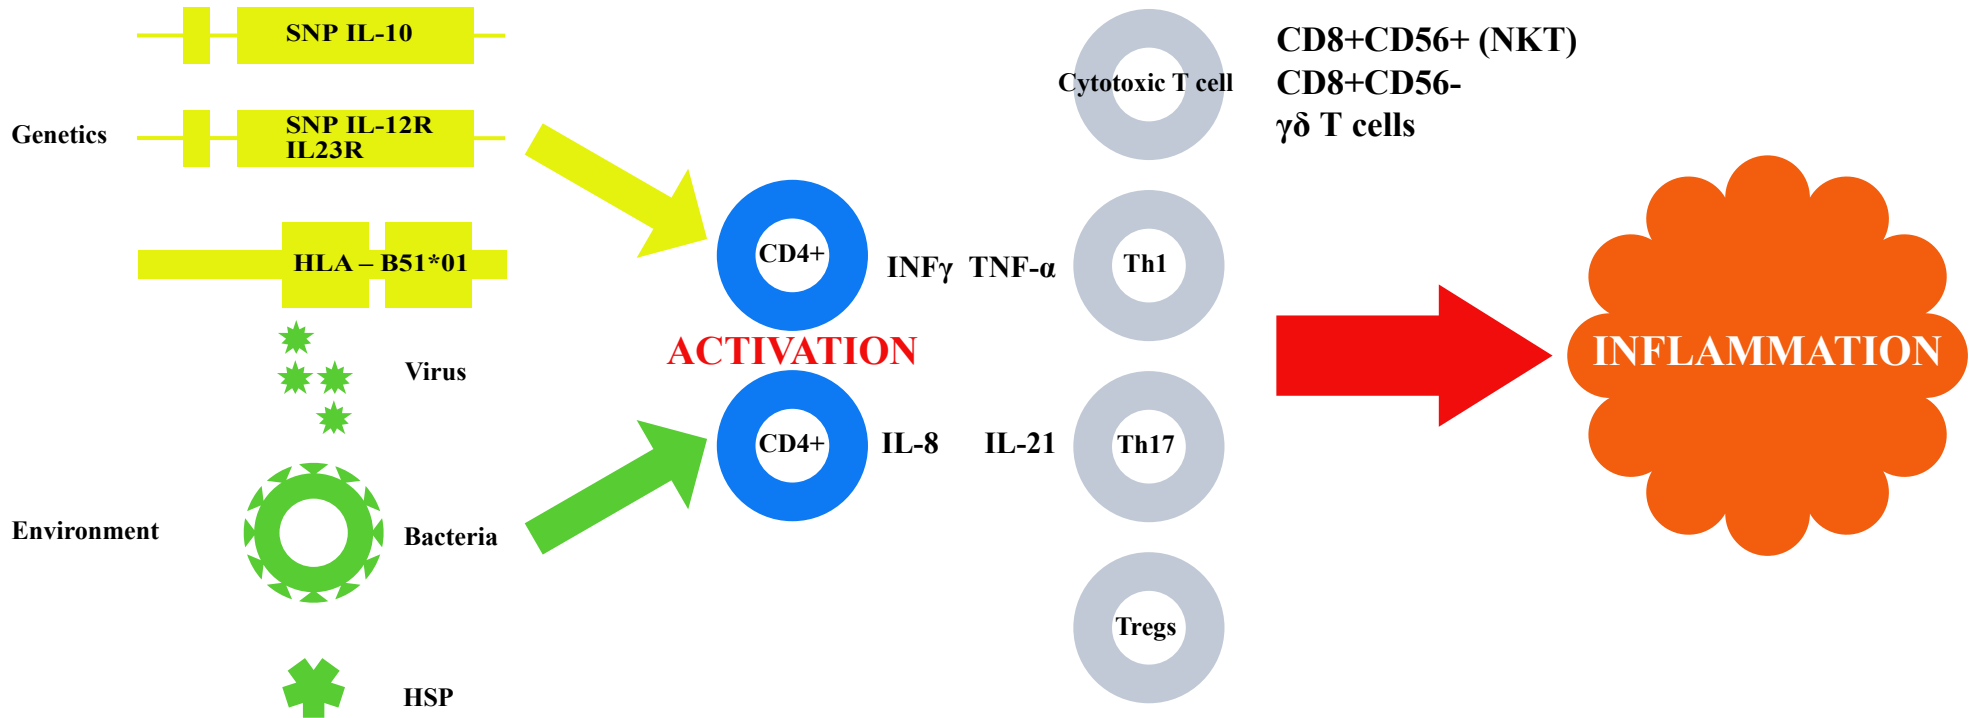 SNP IL-10
Genetics
SNP IL-12R
IL23R
HLA – B51*01
Virus
Environment
Bacteria
HSP
CD4+
ACTIVATION
CD4+
INFγ TNF-α
IL-8 IL-21
Cytotoxic T cell
Th1
Th17
Tregs
CD8+CD56+ (NKT)
CD8+CD56-
γδ T cells
INFLAMMATION